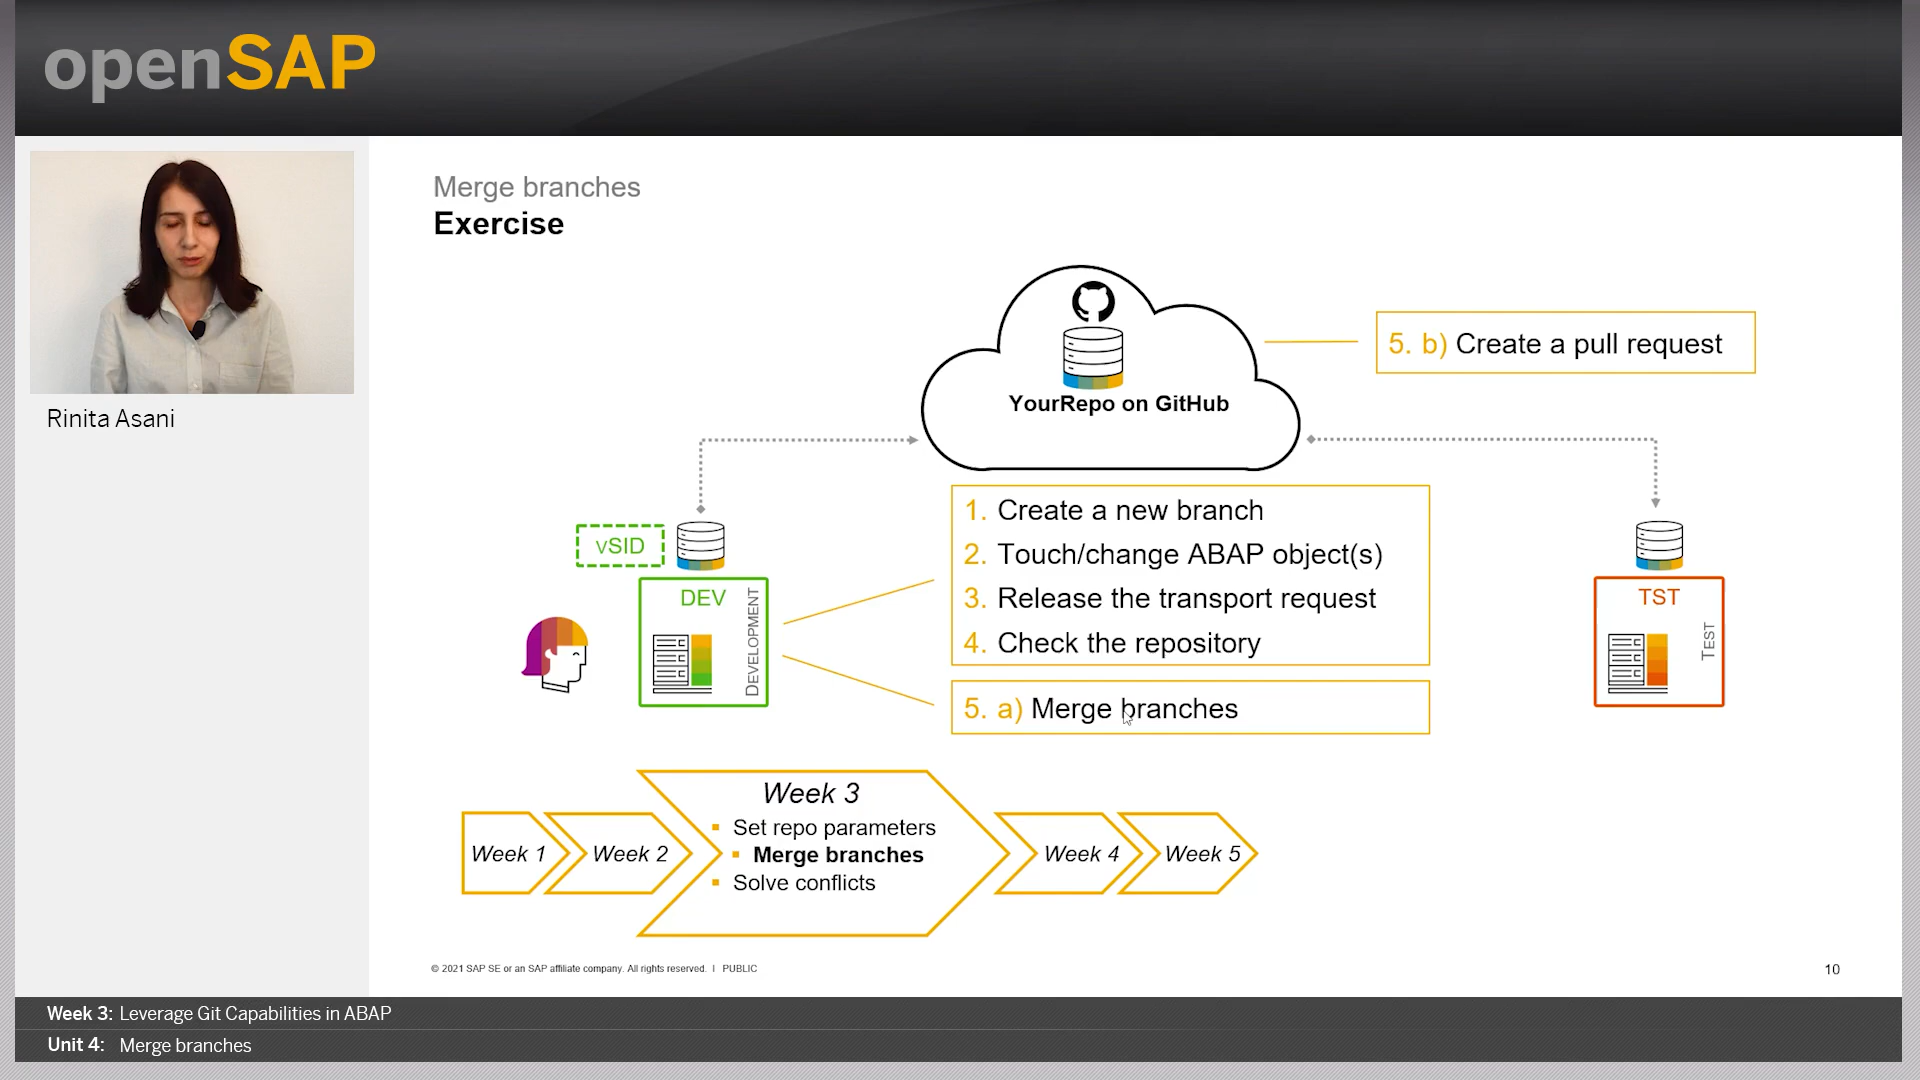 openSAP
Rinita Asani
Merge branches
Exercise
YourRepo on GitHub
5. b) Create a pull request
1. Create a new branch
2. Touch/change ABAP object(s)
3. Release the transport request
4. Check the repository
5. a) Merge branches
vSID
DEV
DEVELOPMENT
TST
TEST
Week 1
Week 2
Week 3
▪ Set repo parameters
▪ Merge branches
▪ Solve conflicts
Week 4
Week 5
© 2021 SAP SE or an SAP affiliate company. All rights reserved. | PUBLIC
10
Week 3: Leverage Git Capabilities in ABAP
Unit 4: Merge branches